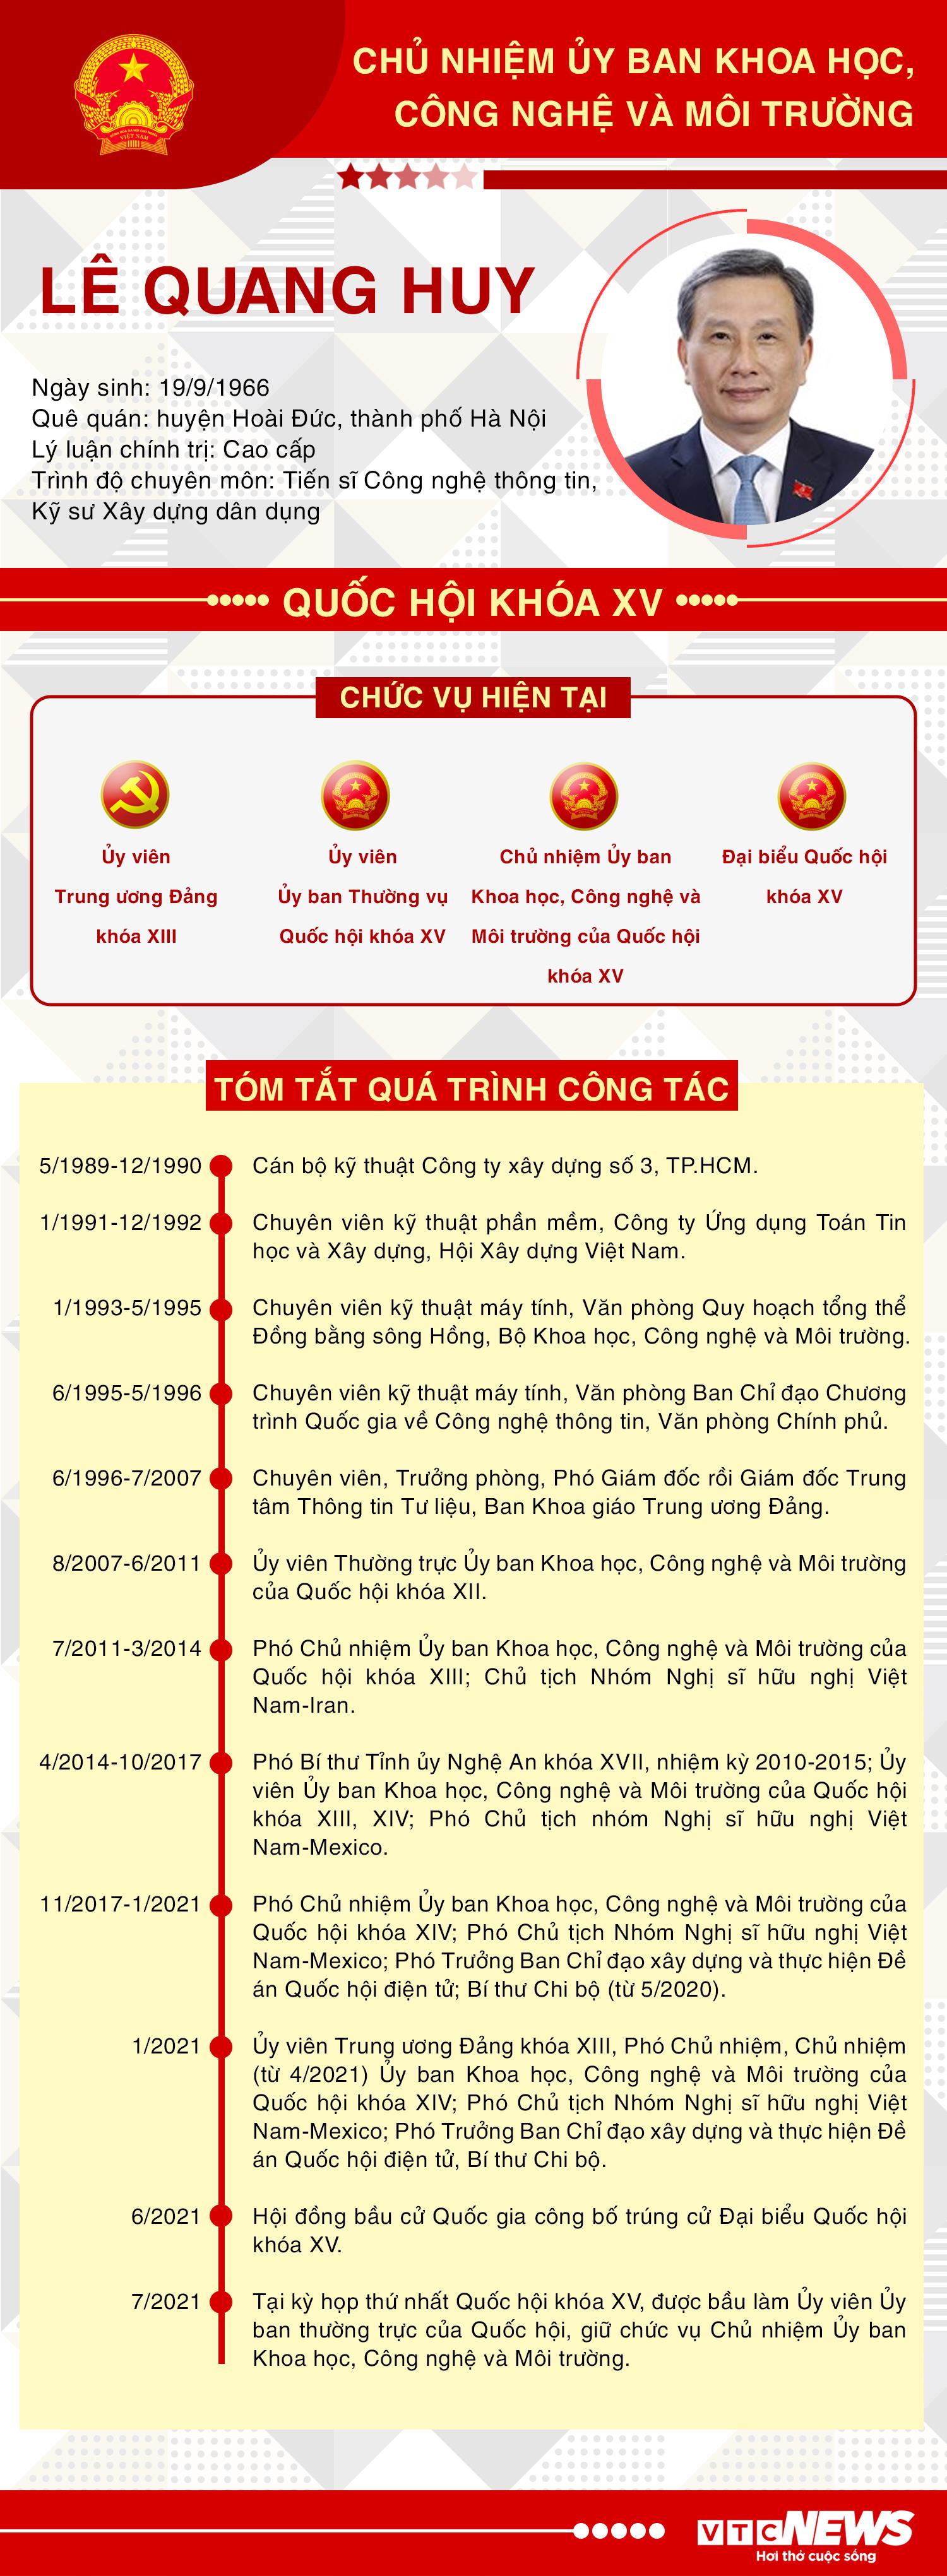 CHỦ NHIỆM ỦY BAN KHOA HỌC,
CÔNG NGHỆ VÀ MÔI TRƯỜNG
VIỆT NAM
LÊ QUANG HUY
Ngày sinh: 19/9/1966
Quê quán: huyện Hoài Đức, thành phố Hà Nội
Lý luận chính trị: Cao cấp
Trình độ chuyên môn: Tiến sĩ Công nghệ thông tin,
Kỹ sư Xây dựng dân dụng
QUỐC HỘI KHÓA XV
CHỨC VỤ HIỆN TẠI
Ủy viên
Trung ương Đảng
khóa XIII
Ủy viên
Ủy ban Thường vụ
Quốc hội khóa XV
Chủ nhiệm Ủy ban
Khoa học, Công nghệ và
Môi trường của Quốc hội
khóa XV
Đại biểu Quốc hội
khóa XV
TÓM TẮT QUÁ TRÌNH CÔNG TÁC
5/1989-12/1990 Cán bộ kỹ thuật Công ty xây dựng số 3, TP.HCM.
1/1991-12/1992 Chuyên viên kỹ thuật phần mềm, Công ty Ứng dụng Toán Tin
học và Xây dựng, Hội Xây dựng Việt Nam.
1/1993-5/1995 Chuyên viên kỹ thuật máy tính, Văn phòng Quy hoạch tổng thể
Đồng bằng sông Hồng, Bộ Khoa học, Công nghệ và Môi trường.
6/1995-5/1996 Chuyên viên kỹ thuật máy tính, Văn phòng Ban Chỉ đạo Chương
trình Quốc gia về Công nghệ thông tin, Văn phòng Chính phủ.
6/1996-7/2007 Chuyên viên, Trưởng phòng, Phó Giám đốc rồi Giám đốc Trung
tâm Thông tin Tư liệu, Ban Khoa giáo Trung ương Đảng.
8/2007-6/2011 Ủy viên Thường trực Ủy ban Khoa học, Công nghệ và Môi trường
của Quốc hội khóa XII.
7/2011-3/2014 Phó Chủ nhiệm Ủy ban Khoa học, Công nghệ và Môi trường của
Quốc hội khóa XIII; Chủ tịch Nhóm Nghị sĩ hữu nghị Việt
Nam-Iran.
4/2014-10/2017 Phó Bí thư Tỉnh ủy Nghệ An khóa XVII, nhiệm kỳ 2010-2015; Ủy
viên Ủy ban Khoa học, Công nghệ và Môi trường của Quốc hội
khóa XIII, XIV; Phó Chủ tịch nhóm Nghị sĩ hữu nghị Việt
Nam-Mexico.
11/2017-1/2021 Phó Chủ nhiệm Ủy ban Khoa học, Công nghệ và Môi trường của
Quốc hội khóa XIV; Phó Chủ tịch Nhóm Nghị sĩ hữu nghị Việt
Nam-Mexico; Phó Trưởng Ban Chỉ đạo xây dựng và thực hiện Đề
án Quốc hội điện tử; Bí thư Chi bộ (từ 5/2020).
1/2021 Ủy viên Trung ương Đảng khóa XIII, Phó Chủ nhiệm, Chủ nhiệm
(từ 4/2021) Ủy ban Khoa học, Công nghệ và Môi trường của
Quốc hội khóa XIV; Phó Chủ tịch Nhóm Nghị sĩ hữu nghị Việt
Nam-Mexico; Phó Trưởng Ban Chỉ đạo xây dựng và thực hiện Đề
án Quốc hội điện tử, Bí thư Chi bộ.
6/2021 Hội đồng bầu cử Quốc gia công bố trúng cử Đại biểu Quốc hội
khóa XV.
7/2021 Tại kỳ họp thứ nhất Quốc hội khóa XV, được bầu làm Ủy viên Ủy
ban thường trực của Quốc hội, giữ chức vụ Chủ nhiệm Ủy ban
Khoa học, Công nghệ và Môi trường.
VTCNEWS
Hơi thở cuộc sống